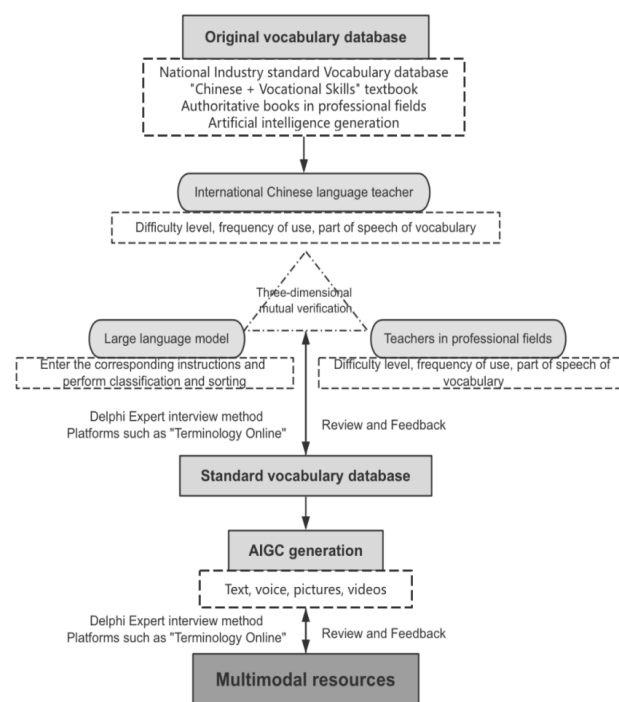 Original vocabulary database
National Industry standard Vocabulary database
"Chinese + Vocational Skills" textbook
Authoritative books in professional fields
Artificial intelligence generation
International Chinese language teacher
Difficulty level, frequency of use, part of speech of vocabulary
Three-dimensional
mutual verification
Large language model
Enter the corresponding instructions and
perform classification and sorting
Teachers in professional fields
Difficulty level, frequency of use, part of speech of
vocabulary
Delphi Expert interview method
Platforms such as "Terminology Online"
Review and Feedback
Standard vocabulary database
AIGC generation
Text, voice, pictures, videos
Delphi Expert interview method
Platforms such as "Terminology Online"
Review and Feedback
Multimodal resources